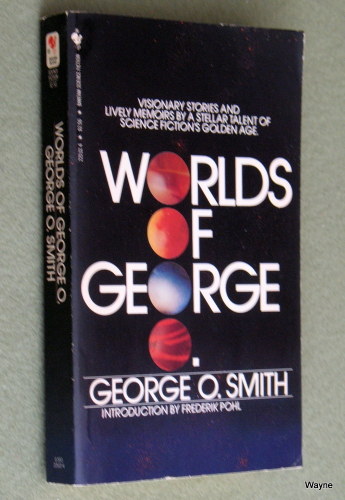 VISIONARY STORIES AND
LIVELY MEMOIRS BY A STELLAR TALENT OF
SCIENCE FICTION'S GOLDEN AGE.
WORLDS
OF
GEORGE
O.
GEORGE O. SMITH
INTRODUCTION BY FREDERIK POHL
WORLDS OF GEORGE O.
GEORGE O. SMITH
Wayne